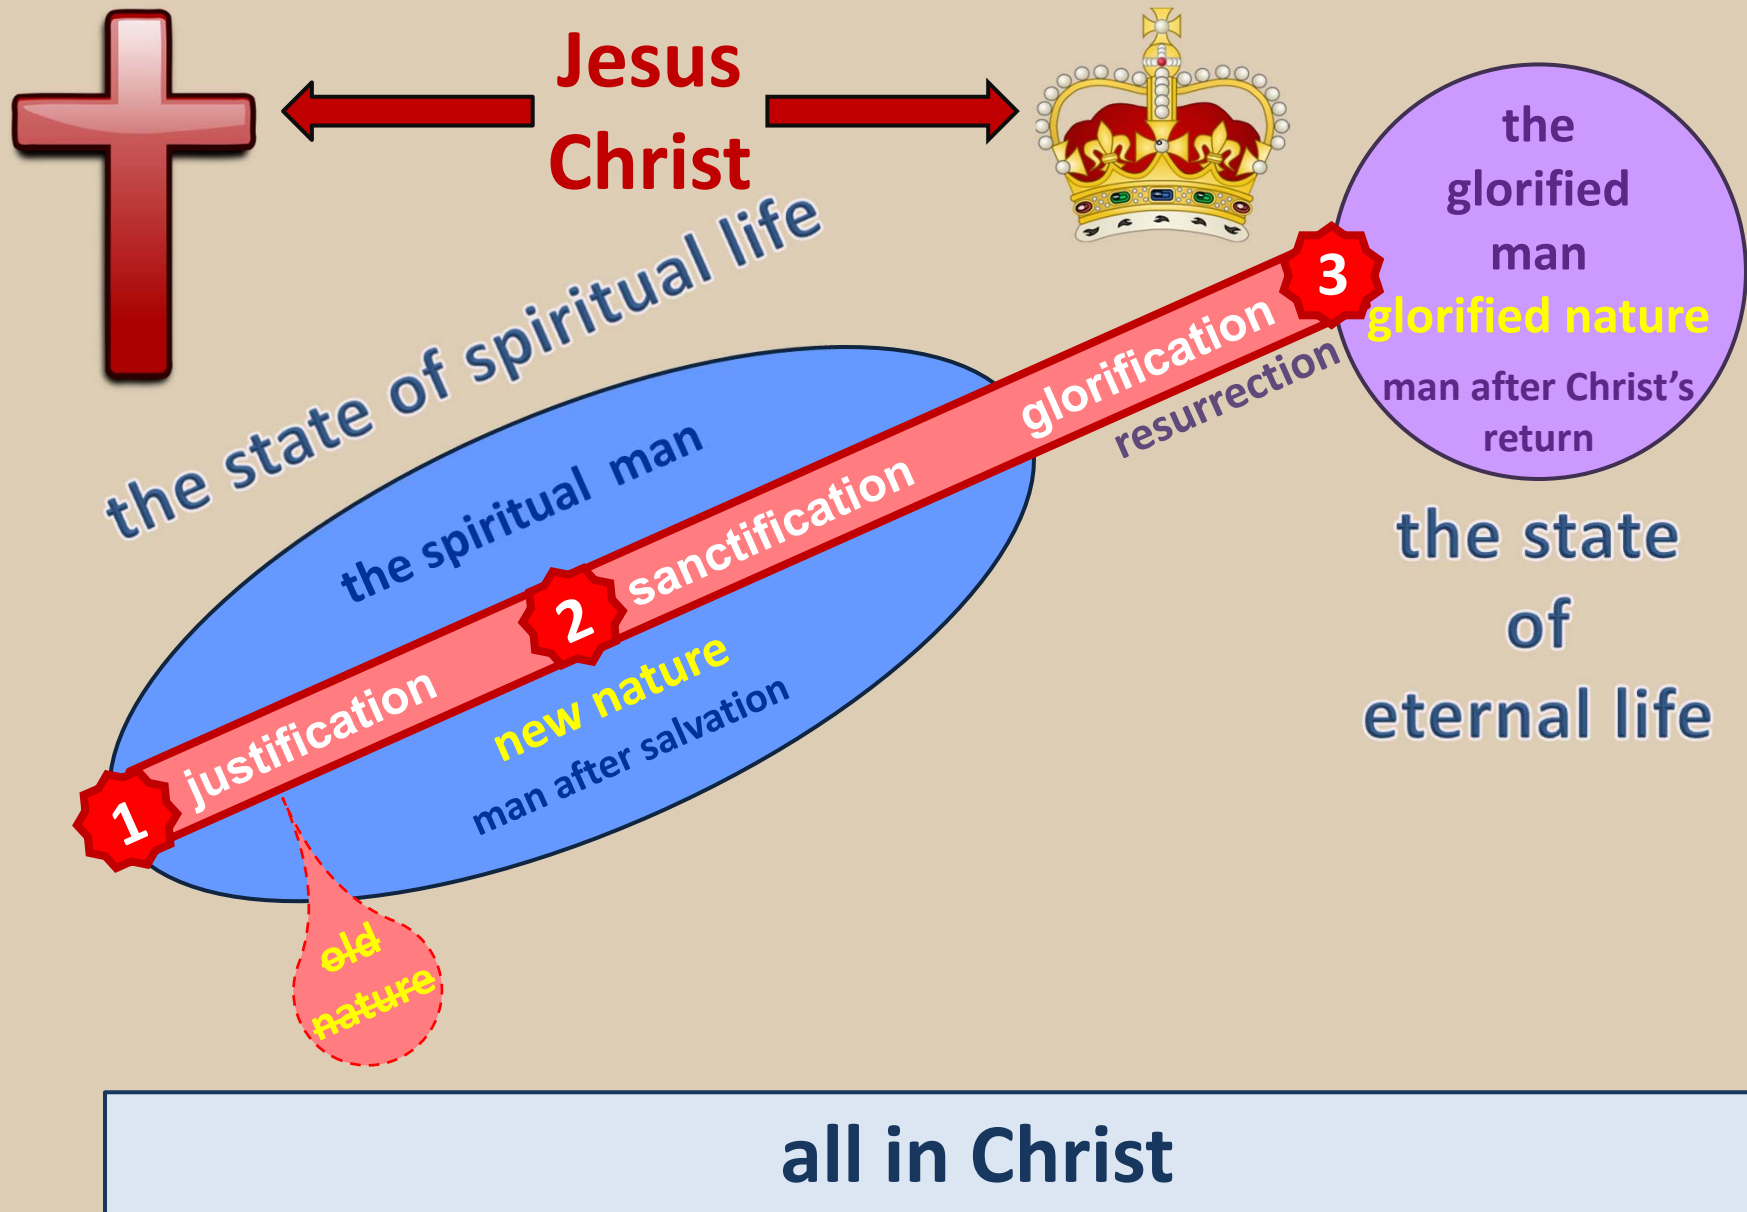 Jesus
Christ
the state of spiritual life
the
glorified
man
glorified nature
man after Christ's
return
the state
of
eternal life
3
glorification
resurrection
the spiritual man
sanctification
2
new nature
man after salvation
justification
1
old
nature
all in Christ